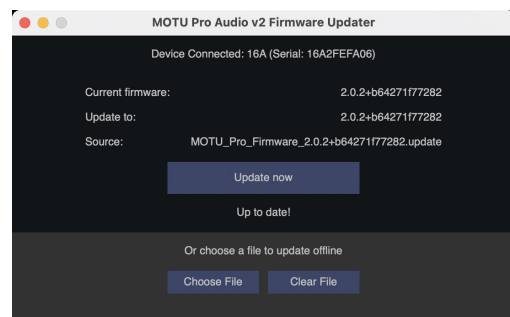 MOTU Pro Audio v2 Firmware Updater
Device Connected: 16A (Serial: 16A2FEFA06)
Current firmware: 2.0.2+b64271f77282
Update to: 2.0.2+b64271f77282
Source: MOTU_Pro_Firmware_2.0.2+b64271f77282.update
Update now
Up to date!
Or choose a file to update offline
Choose File Clear File